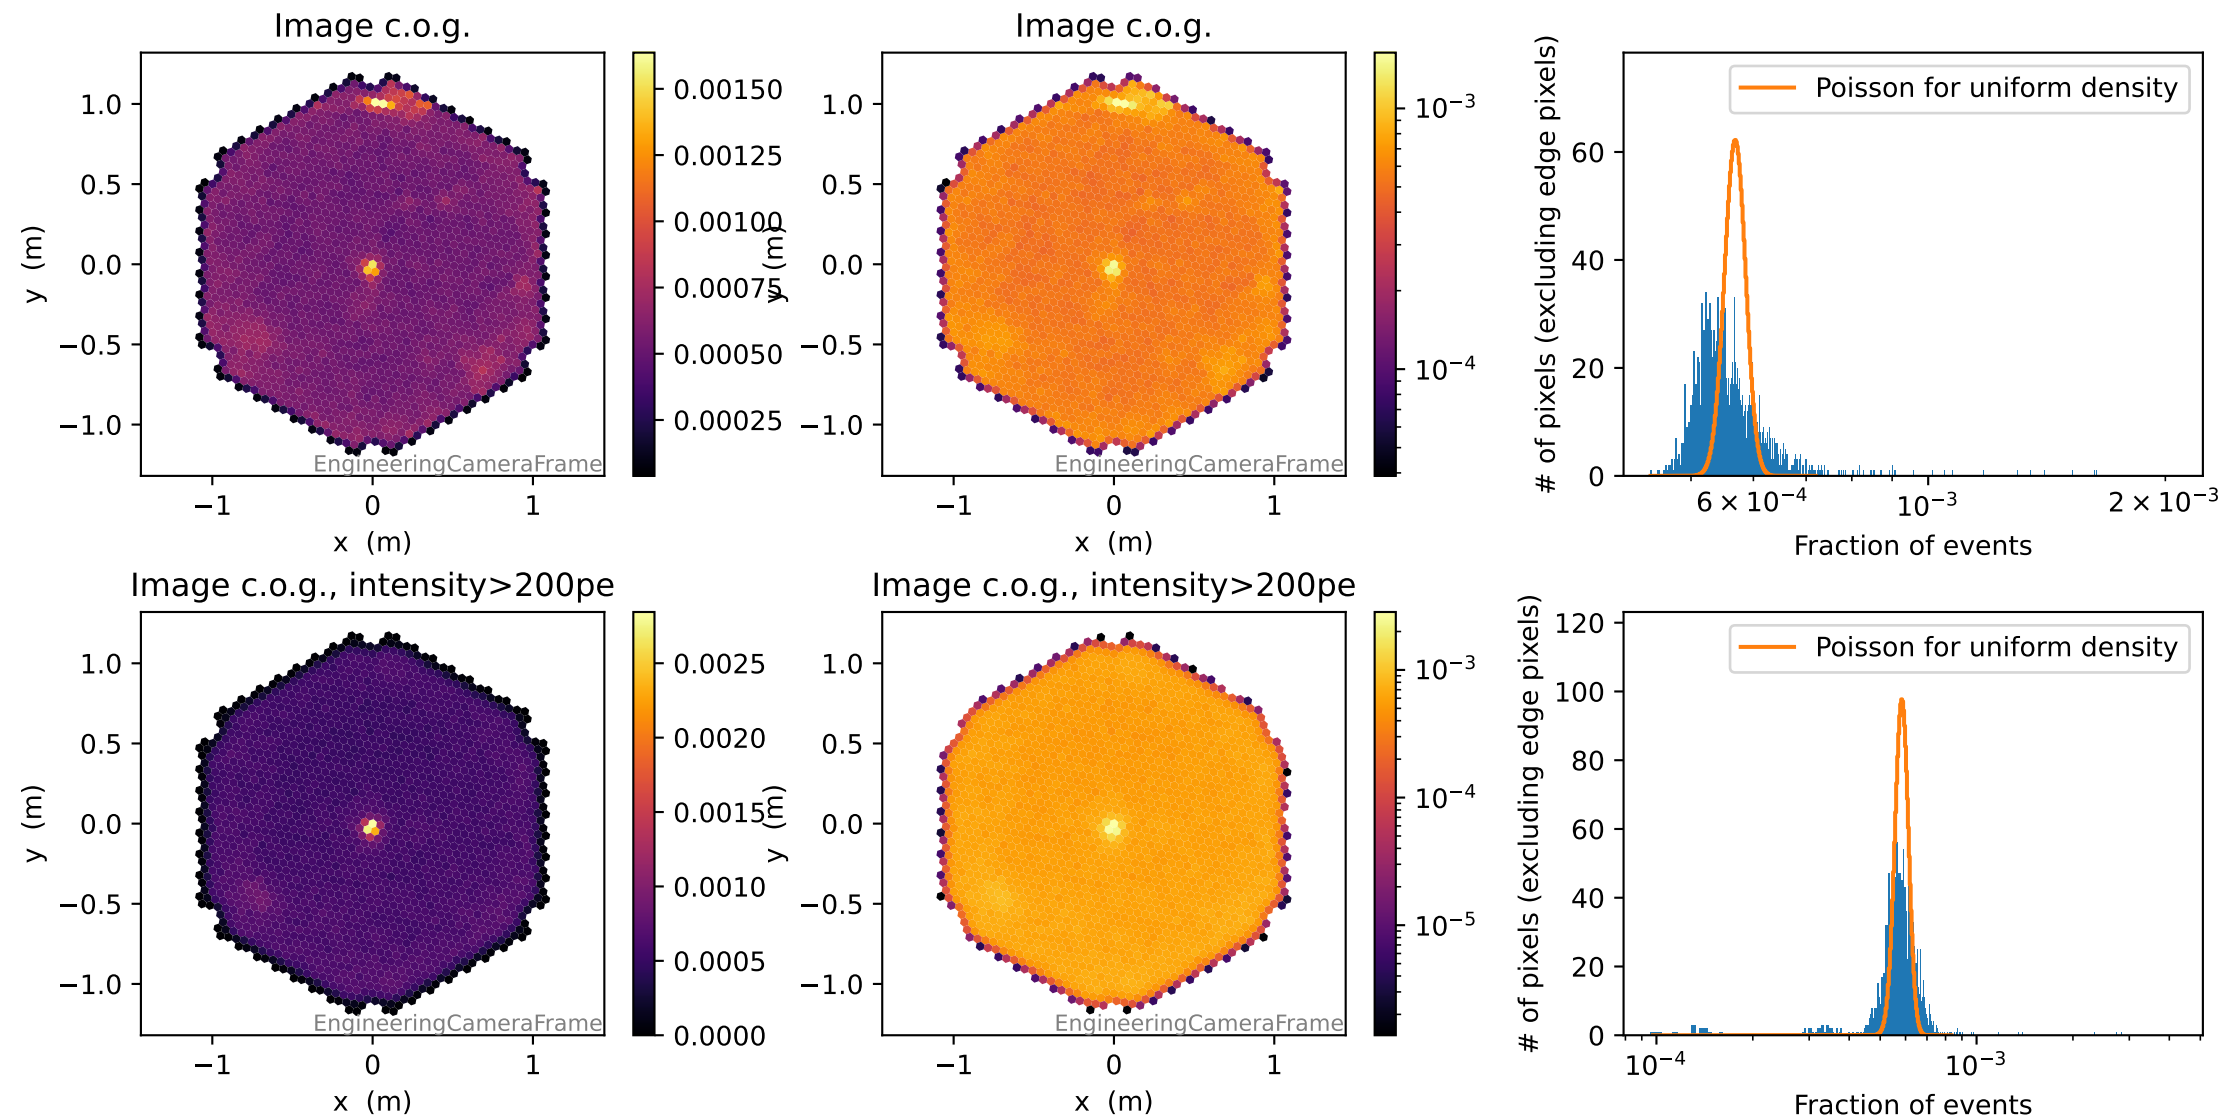 Image c.o.g.
y (m)
1.0
0.5
0.0
−0.5
−1.0
−1
0
1
x (m)
EngineeringCameraFrame
0.00150
0.00125
0.00100
0.00075
0.00050
0.00025
Image c.o.g.
y (m)
1.0
0.5
0.0
−0.5
−1.0
−1
0
1
x (m)
EngineeringCameraFrame
10⁻³
10⁻⁴
# of pixels (excluding edge pixels)
60
40
20
0
Poisson for uniform density
6 × 10⁻⁴
10⁻³
2 × 10⁻³
Fraction of events
Image c.o.g., intensity>200pe
y (m)
1.0
0.5
0.0
−0.5
−1.0
−1
0
1
x (m)
EngineeringCameraFrame
0.0025
0.0020
0.0015
0.0010
0.0005
0.0000
Image c.o.g., intensity>200pe
y (m)
1.0
0.5
0.0
−0.5
−1.0
−1
0
1
x (m)
EngineeringCameraFrame
10⁻³
10⁻⁴
10⁻⁵
# of pixels (excluding edge pixels)
120
100
80
60
40
20
0
Poisson for uniform density
10⁻⁴
10⁻³
Fraction of events